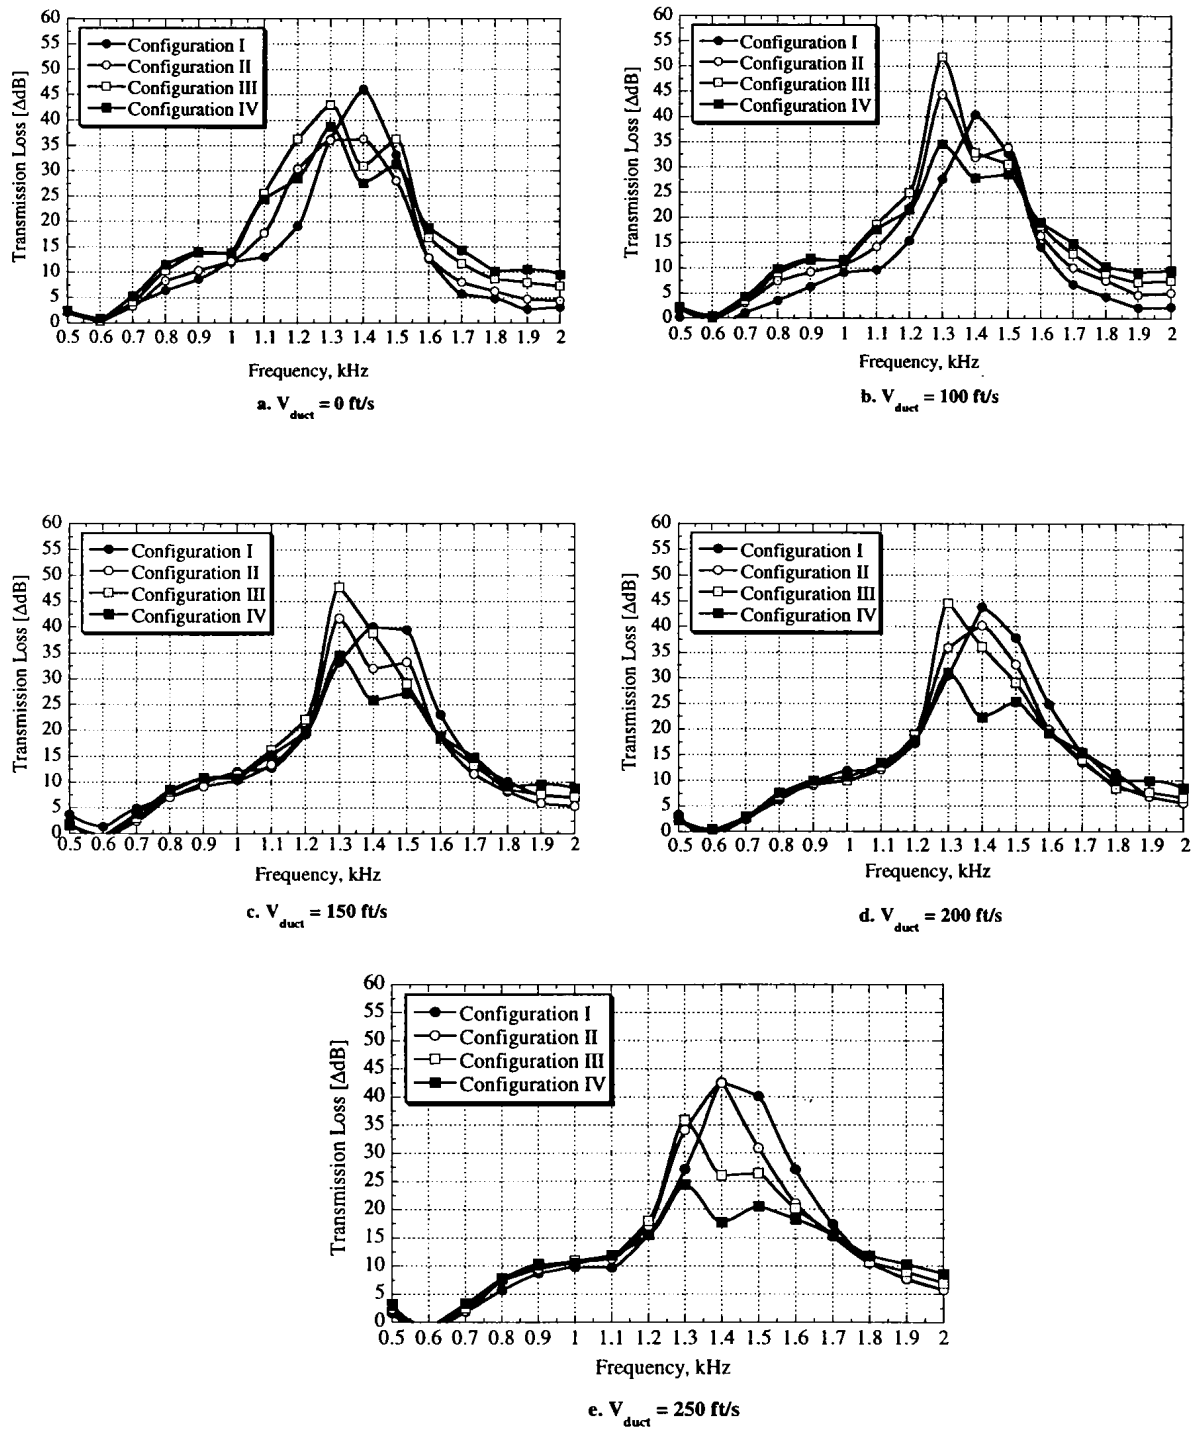 60
55
50
45
40
35
30
25
20
15
10
5
0
Transmission Loss [ΔdB]
Configuration I
Configuration II
Configuration III
Configuration IV
0.5 0.6 0.7 0.8 0.9 1 1.1 1.2 1.3 1.4 1.5 1.6 1.7 1.8 1.9 2
Frequency, kHz
a. V_duct = 0 ft/s
60
55
50
45
40
35
30
25
20
15
10
5
0
Transmission Loss [ΔdB]
Configuration I
Configuration II
Configuration III
Configuration IV
0.5 0.6 0.7 0.8 0.9 1 1.1 1.2 1.3 1.4 1.5 1.6 1.7 1.8 1.9 2
Frequency, kHz
b. V_duct = 100 ft/s
60
55
50
45
40
35
30
25
20
15
10
5
0
Transmission Loss [ΔdB]
Configuration I
Configuration II
Configuration III
Configuration IV
0.5 0.6 0.7 0.8 0.9 1 1.1 1.2 1.3 1.4 1.5 1.6 1.7 1.8 1.9 2
Frequency, kHz
c. V_duct = 150 ft/s
60
55
50
45
40
35
30
25
20
15
10
5
0
Transmission Loss [ΔdB]
Configuration I
Configuration II
Configuration III
Configuration IV
0.5 0.6 0.7 0.8 0.9 1 1.1 1.2 1.3 1.4 1.5 1.6 1.7 1.8 1.9 2
Frequency, kHz
d. V_duct = 200 ft/s
60
55
50
45
40
35
30
25
20
15
10
5
0
Transmission Loss [ΔdB]
Configuration I
Configuration II
Configuration III
Configuration IV
0.5 0.6 0.7 0.8 0.9 1 1.1 1.2 1.3 1.4 1.5 1.6 1.7 1.8 1.9 2
Frequency, kHz
e. V_duct = 250 ft/s